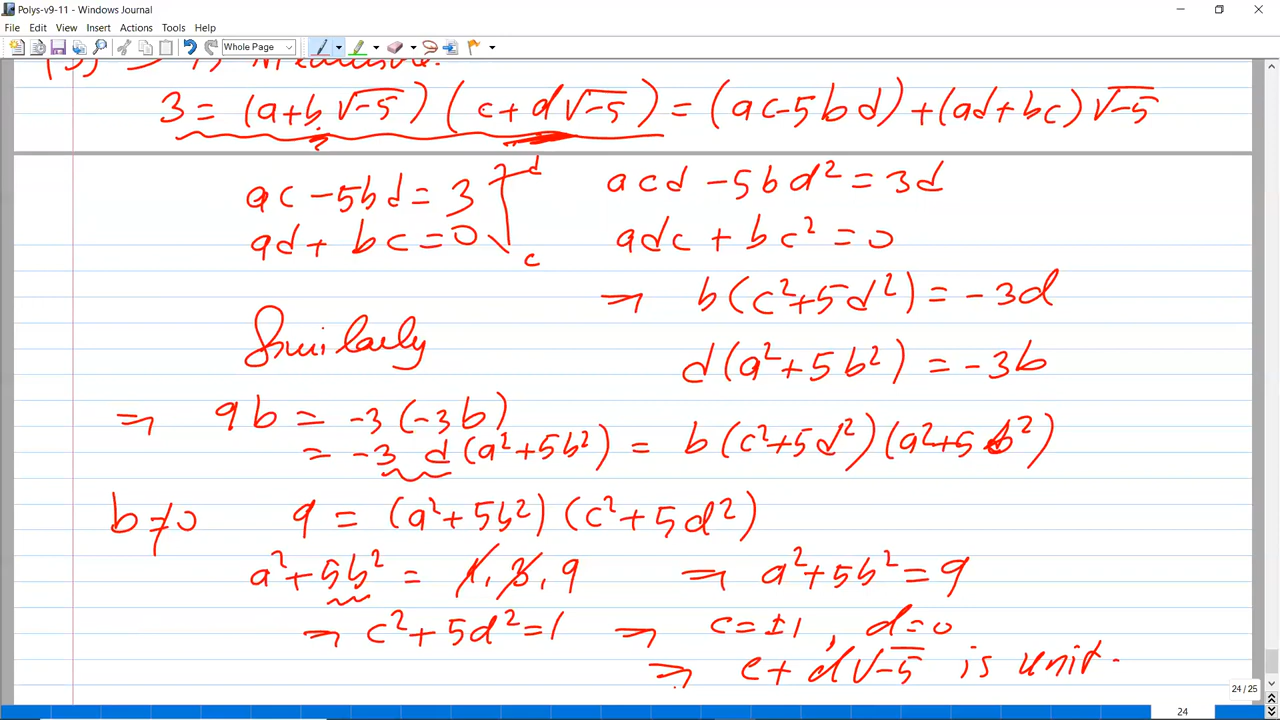 Polys-v9-11 - Windows Journal
File Edit View Insert Actions Tools Help
Whole Page
3 = (a+b√-5) (c+d√-5) = (ac-5bd)+(ad+bc)√-5
ac-5bd=3 d acd-5bd²=3d
ad+bc=0 c adc+bc²=0
⇒ b(c²+5d²)=-3d
Similarly d(a²+5b²)=-3b
⇒ 9b = -3(-3b)
= -3 d(a²+5b²) = b(c²+5d²)(a²+5b²)
b≠0 9 = (a²+5b²)(c²+5d²)
a²+5b² = 1, 3, 9 ⇒ a²+5b²=9
⇒ c²+5d²=1 ⇒ c=±1, d=0
⇒ c+d√-5 is unit.
24/25
24